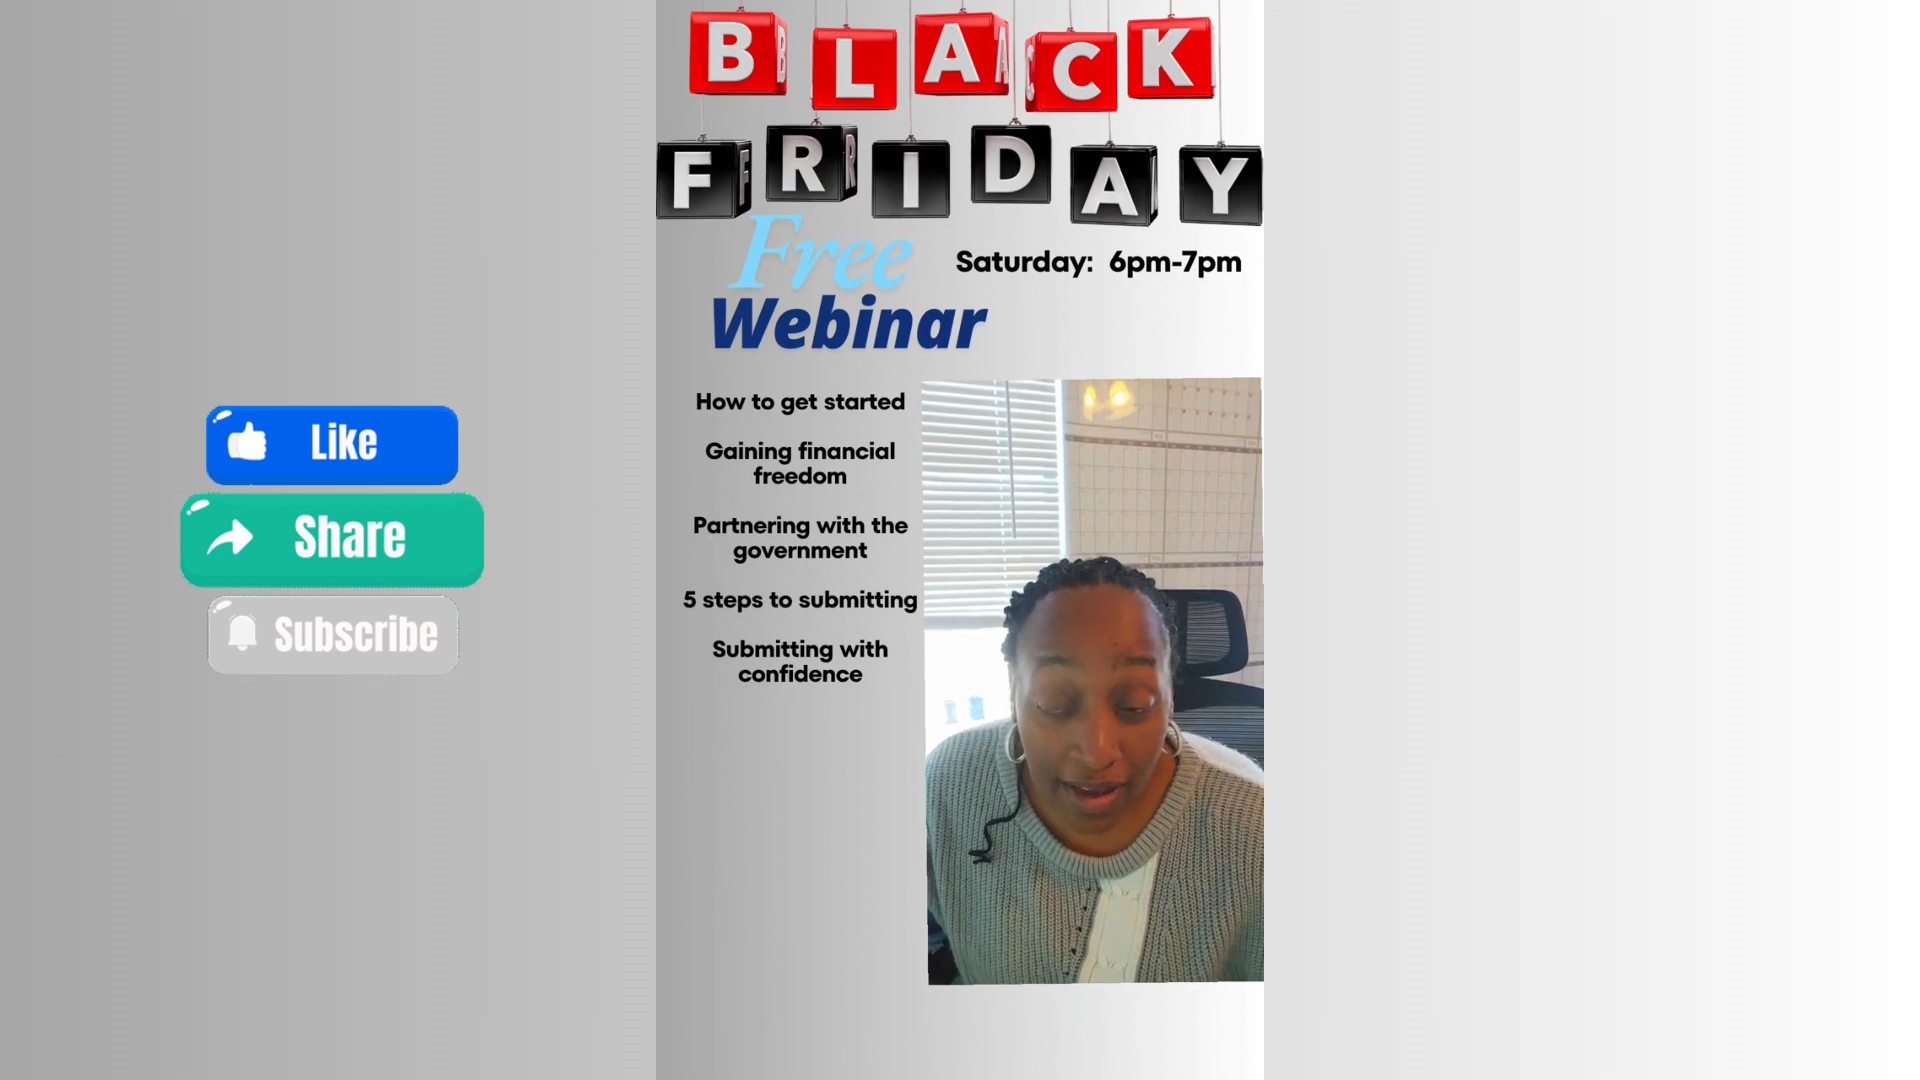 BLACK
FRIDAY
Free
Webinar
Saturday: 6pm-7pm
How to get started
Gaining financial
freedom
Partnering with the
government
5 steps to submitting
Submitting with
confidence
Like
Share
Subscribe